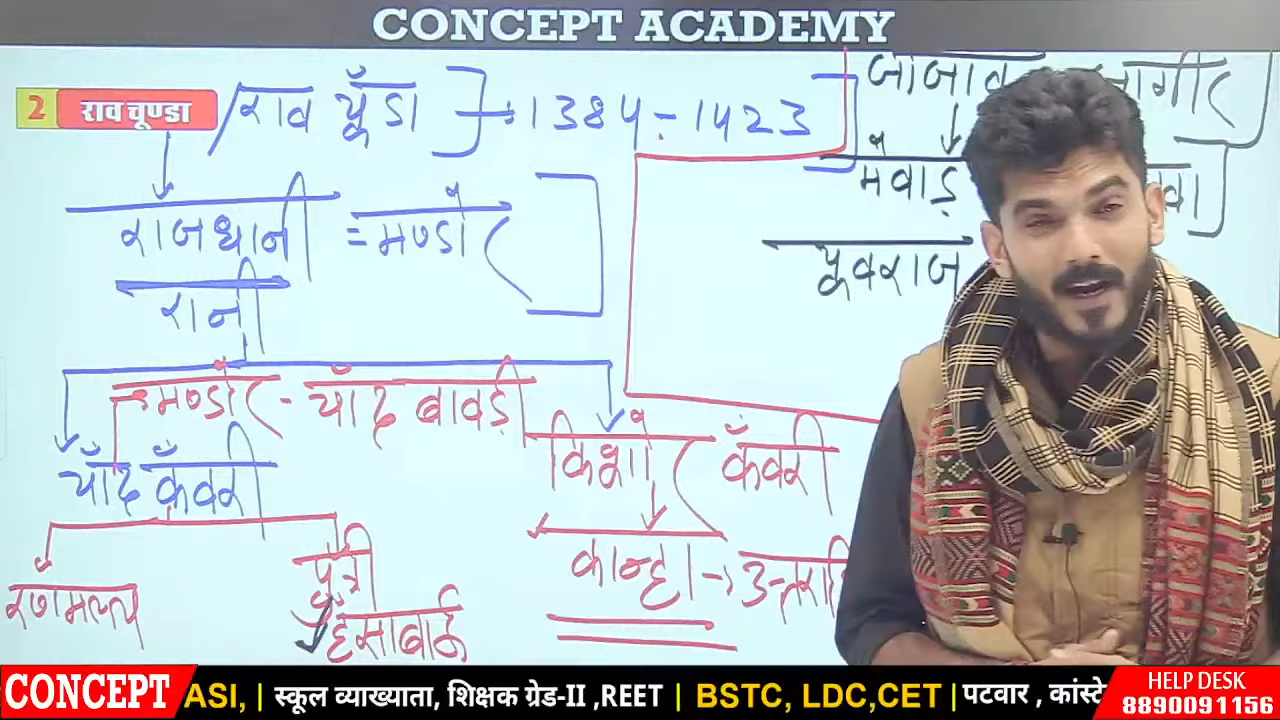 CONCEPT ACADEMY
2 राव चूण्डा
राव चूँडा → 1384-1423
जागीर
मेवाड़
राजधानी = मण्डोर
यूवराज
रानी
→ मण्डोर - चाँद बावड़ी
चाँद कँवरी
किशोर कँवरी
रणमल्ल
पूत्री
हंसाबाई
कान्हा →
CONCEPT
ASI, | स्कूल व्याख्याता, शिक्षक ग्रेड-II ,REET | BSTC, LDC,CET | पटवार , कांस्टे
HELP DESK
8890091156